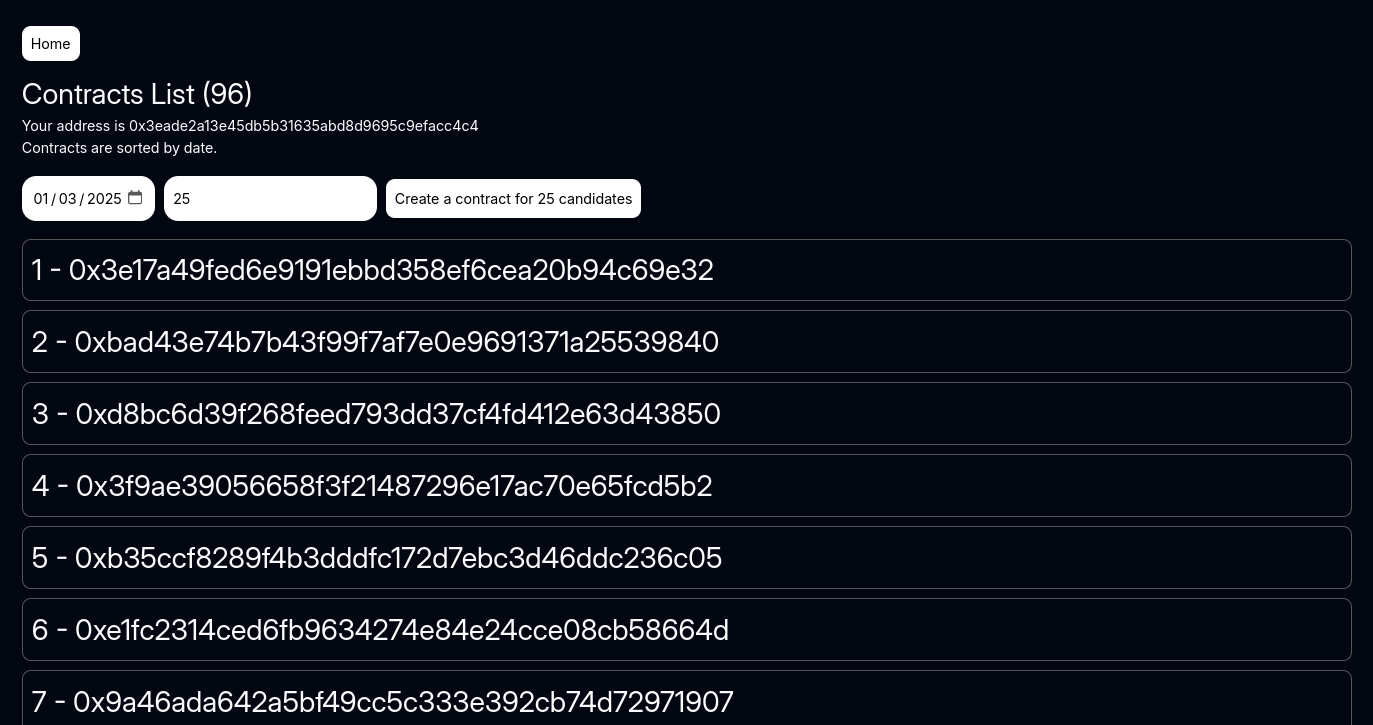 Home
Contracts List (96)
Your address is 0x3eade2a13e45db5b31635abd8d9695c9efacc4c4
Contracts are sorted by date.
01/03/2025 25 Create a contract for 25 candidates
1 - 0x3e17a49fed6e9191ebbd358ef6cea20b94c69e32
2 - 0xbad43e74b7b43f99f7af7e0e9691371a25539840
3 - 0xd8bc6d39f268feed793dd37cf4fd412e63d43850
4 - 0x3f9ae39056658f3f21487296e17ac70e65fcd5b2
5 - 0xb35ccf8289f4b3dddfc172d7ebc3d46ddc236c05
6 - 0xe1fc2314ced6fb9634274e84e24cce08cb58664d
7 - 0x9a46ada642a5bf49cc5c333e392cb74d72971907